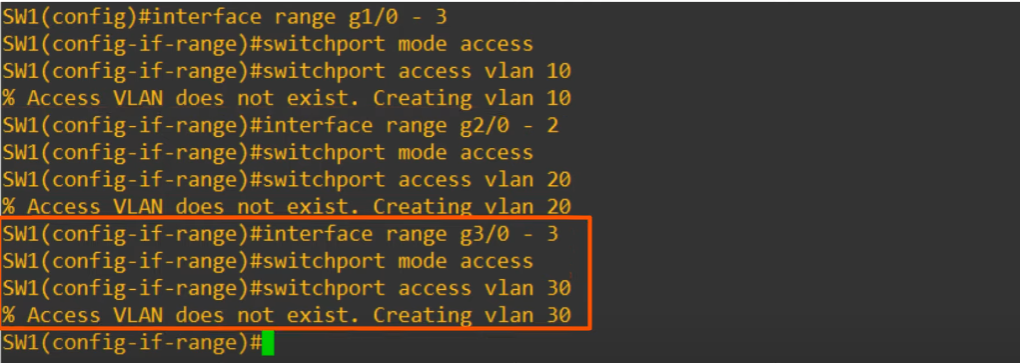 SW1(config)#interface range g1/0 - 3
SW1(config-if-range)#switchport mode access
SW1(config-if-range)#switchport access vlan 10
% Access VLAN does not exist. Creating vlan 10
SW1(config-if-range)#interface range g2/0 - 2
SW1(config-if-range)#switchport mode access
SW1(config-if-range)#switchport access vlan 20
% Access VLAN does not exist. Creating vlan 20
SW1(config-if-range)#interface range g3/0 - 3
SW1(config-if-range)#switchport mode access
SW1(config-if-range)#switchport access vlan 30
% Access VLAN does not exist. Creating vlan 30
SW1(config-if-range)#